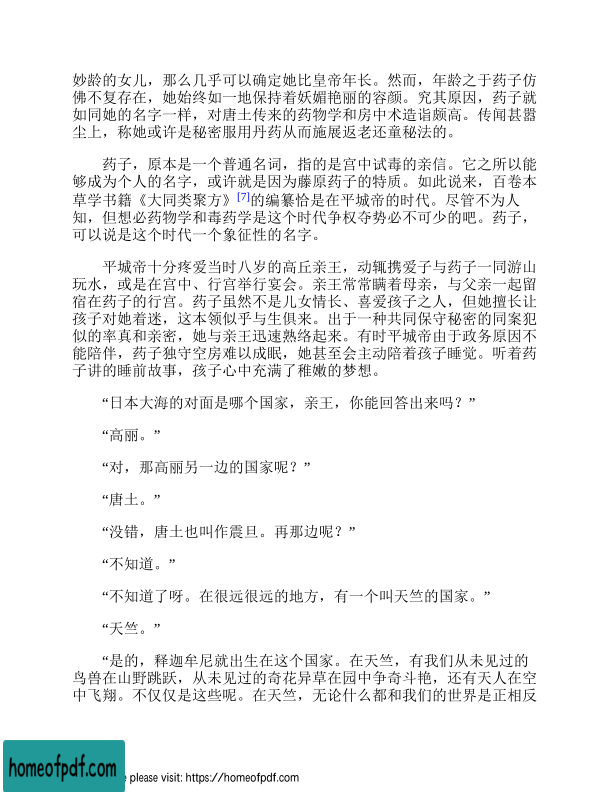 妙龄的女儿，那么几乎可以确定她比皇帝年长。然而，年龄之于药子仿
佛不复存在，她始终如一地保持着妖媚艳丽的容颜。究其原因，药子就
如同她的名字一样，对唐土传来的药物学和房中术造诣颇高。传闻甚嚣
尘上，称她或许是秘密服用丹药从而施展返老还童秘法的。
药子，原本是一个普通名词，指的是宫中试毒的亲信。它之所以能
够成为个人的名字，或许就是因为藤原药子的特质。如此说来，百卷本
草学书籍《大同类聚方》[7]的编纂恰是在平城帝的时代。尽管不为人
知，但想必药物学和毒药学是这个时代争权夺势必不可少的吧。药子，
可以说是这个时代一个象征性的名字。
平城帝十分疼爱当时八岁的高丘亲王，动辄携爱子与药子一同游山
玩水，或是在宫中、行宫举行宴会。亲王常常瞒着母亲，与父亲一起留
宿在药子的行宫。药子虽然不是儿女情长、喜爱孩子之人，但她擅长让
孩子对她着迷，这本领似乎与生俱来。出于一种共同保守秘密的同案犯
似的率真和亲密，她与亲王迅速熟络起来。有时平城帝由于政务原因不
能陪伴，药子独守空房难以成眠，她甚至会主动陪着孩子睡觉。听着药
子讲的睡前故事，孩子心中充满了稚嫩的梦想。
“日本大海的对面是哪个国家，亲王，你能回答出来吗？”
“高丽。”
“对，那高丽另一边的国家呢？”
“唐土。”
“没错，唐土也叫作震旦。再那边呢？”
“不知道。”
“不知道了呀。在很远很远的地方，有一个叫天竺的国家。”
“天竺。”
“是的，释迦牟尼就出生在这个国家。在天竺，有我们从未见过的
鸟兽在山野跳跃，从未见过的奇花异草在园中争奇斗艳，还有天人在空
中飞翔。不仅仅是这些呢。在天竺，无论什么都和我们的世界是正相反
homeofpdf.com
e please visit: https://homeofpdf.com